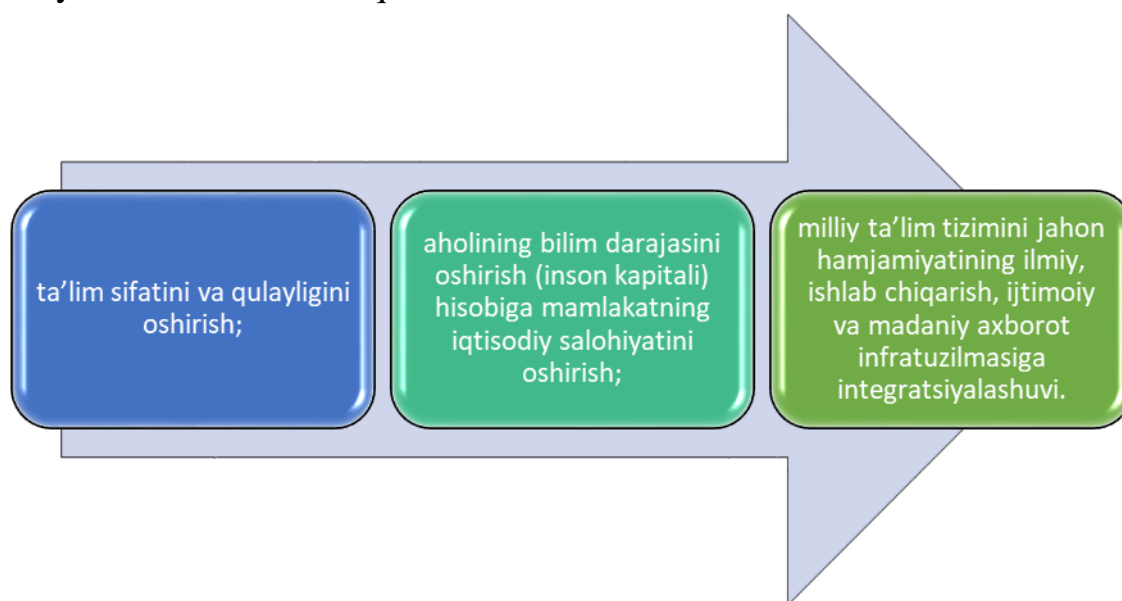 ta’lim sifatini va qulayligini
oshirish;
aholining bilim darajasini
oshirish (inson kapitali)
hisobiga mamlakatning
iqtisodiy salohiyatini
oshirish;
milliy ta’lim tizimini jahon
hamjamiyatining ilmiy,
ishlab chiqarish, ijtimoiy
va madaniy axborot
infratuzilmasiga
integratsiyalashuvi.